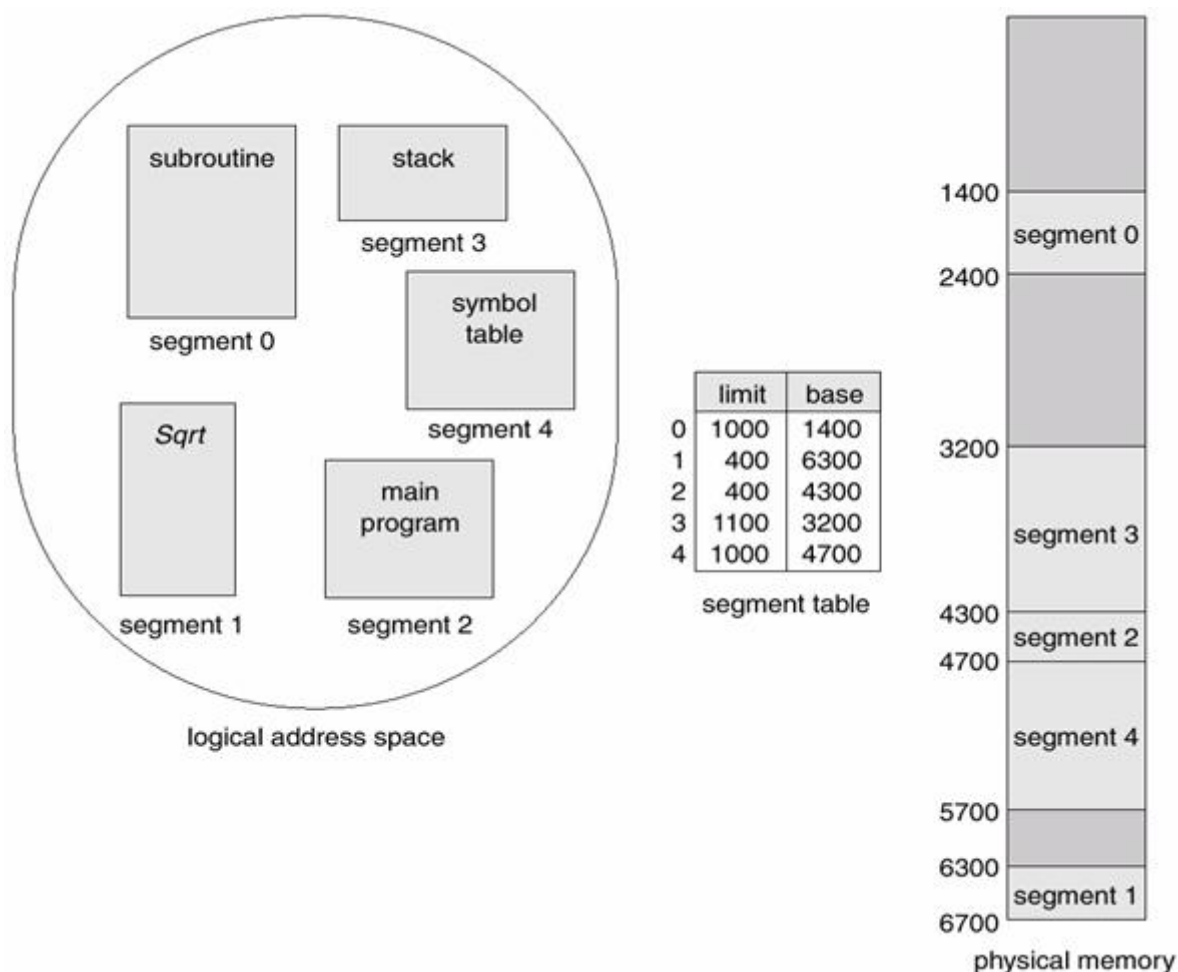 subroutine
segment 0
stack
segment 3
symbol
table
segment 4
Sqrt
segment 1
main
program
segment 2
logical address space
limit base
0 1000 1400
1 400 6300
2 400 4300
3 1100 3200
4 1000 4700
segment table
1400
segment 0
2400
3200
segment 3
4300
segment 2
4700
segment 4
5700
6300
segment 1
6700
physical memory